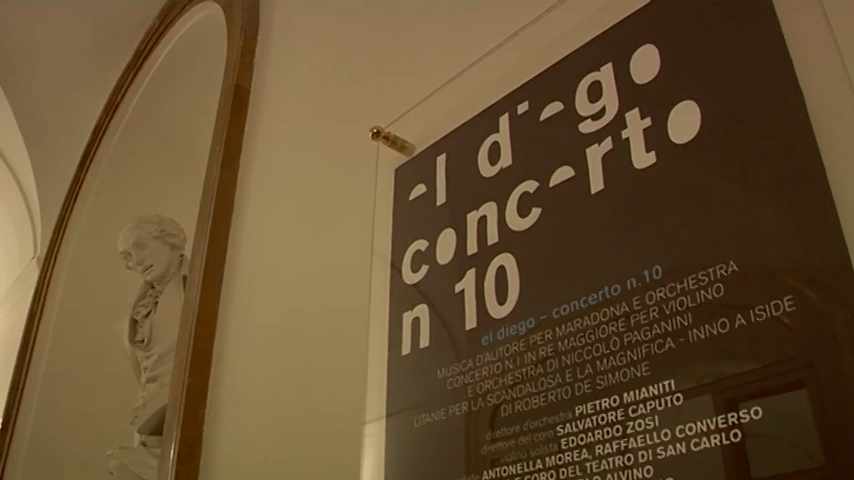 el diego
concerto
n 10
el diego - concerto n.10
MUSICA D'AUTORE PER MARADONA E ORCHESTRA
CONCERTO N.1 IN RE MAGGIORE PER VIOLINO
E ORCHESTRA DI NICCOLÒ PAGANINI
LITANIE PER LA SCANDALOSA E LA MAGNIFICA - INNO A ISIDE
DI ROBERTO DE SIMONE
direttore d'orchestra PIETRO MIANITI
direttore del coro SALVATORE CAPUTO
violino solista EDOARDO ZOSI
ANTONELLA MOREA, RAFFAELLO CONVERSO
E CORO DEL TEATRO DI SAN CARLO
ALVINO